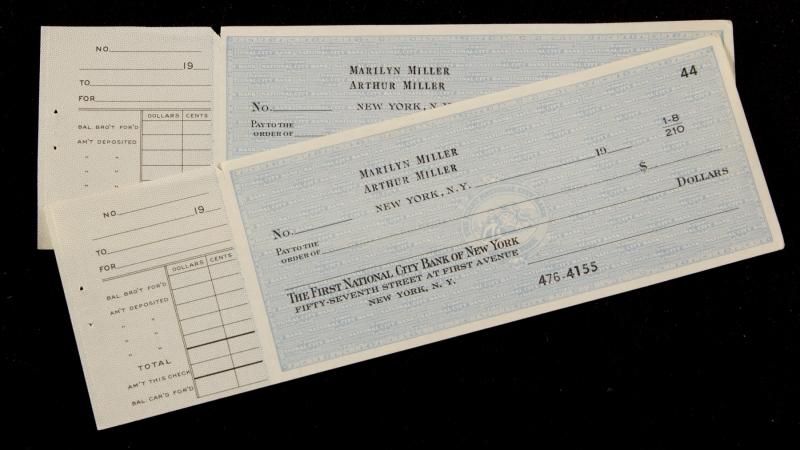 NO.
19
TO
FOR
DOLLARS CENTS
BAL. BRO'T FOR'D
AM'T DEPOSITED
" "
" "
MARILYN MILLER
ARTHUR MILLER
No.
NEW YORK, N.Y.
PAY TO THE
ORDER OF
NO.
19
TO
FOR
DOLLARS CENTS
BAL. BRO'T FOR'D
AM'T DEPOSITED
" "
" "
" "
TOTAL
AM'T THIS CHECK
BAL. CAR'D FOR'D
44
MARILYN MILLER
ARTHUR MILLER
1-8
210
No.
NEW YORK, N.Y. 19
PAY TO THE
ORDER OF $
DOLLARS
THE FIRST NATIONAL CITY BANK OF NEW YORK
FIFTY-SEVENTH STREET AT FIRST AVENUE
NEW YORK, N. Y.
476-4155